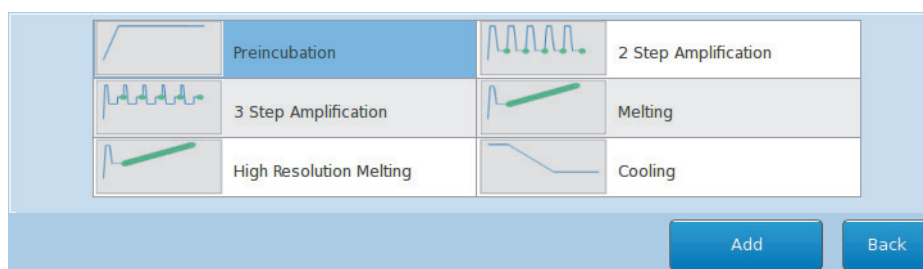 Preincubation
2 Step Amplification
3 Step Amplification
Melting
High Resolution Melting
Cooling
Add
Back